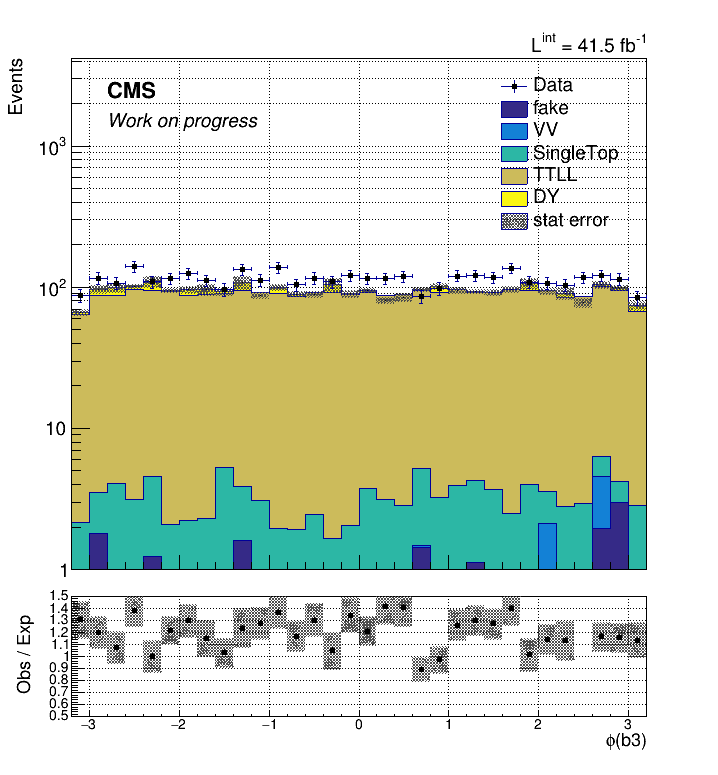 L^int = 41.5 fb^-1
Events
CMS
Work on progress
Data
fake
VV
SingleTop
TTLL
DY
stat error
10^3
10^2
10
1
Obs / Exp
1.5
1.4
1.3
1.2
1.1
1
0.9
0.8
0.7
0.6
0.5
−3 −2 −1 0 1 2 3
ϕ(b3)